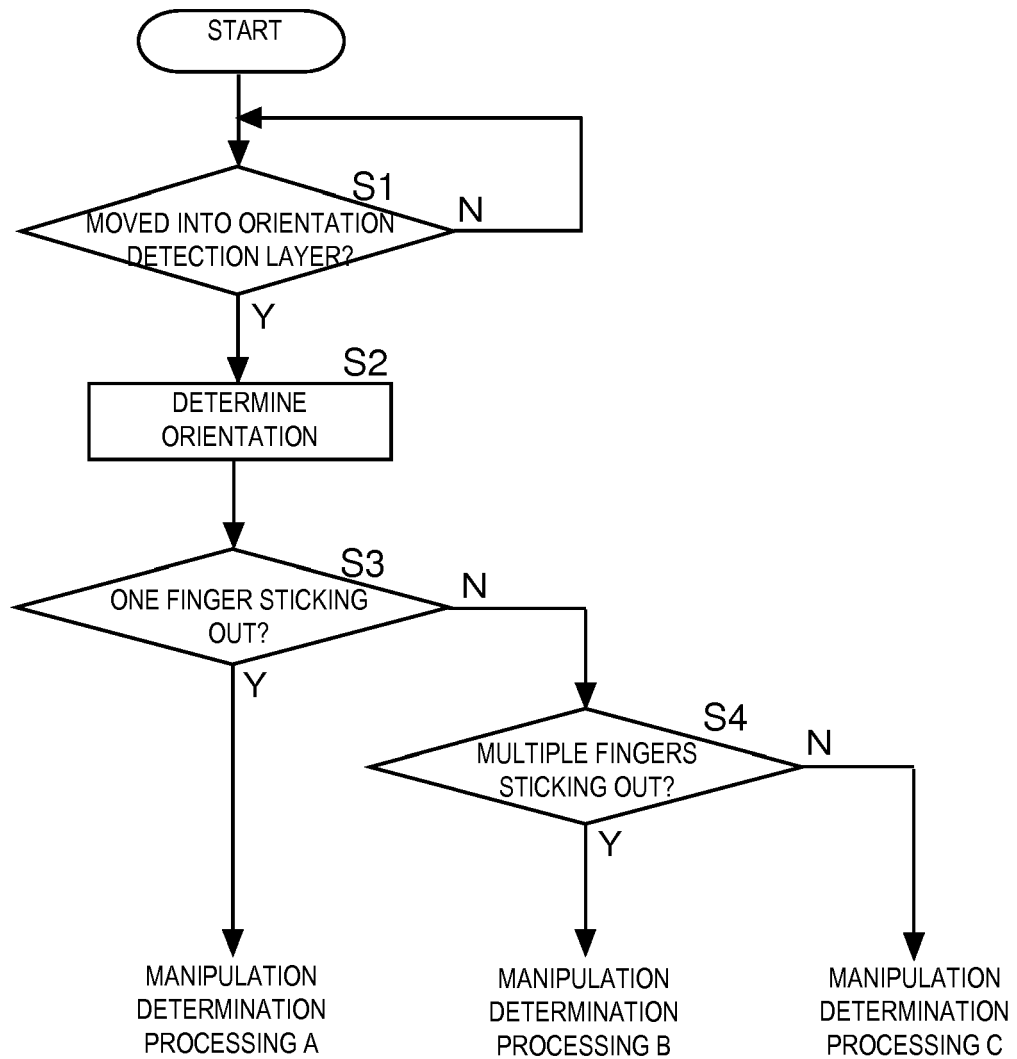 START
S1
N
MOVED INTO ORIENTATION
DETECTION LAYER?
Y
S2
DETERMINE
ORIENTATION
S3
N
ONE FINGER STICKING
OUT?
Y
S4
N
MULTIPLE FINGERS
STICKING OUT?
Y
MANIPULATION
DETERMINATION
PROCESSING A
MANIPULATION
DETERMINATION
PROCESSING B
MANIPULATION
DETERMINATION
PROCESSING C